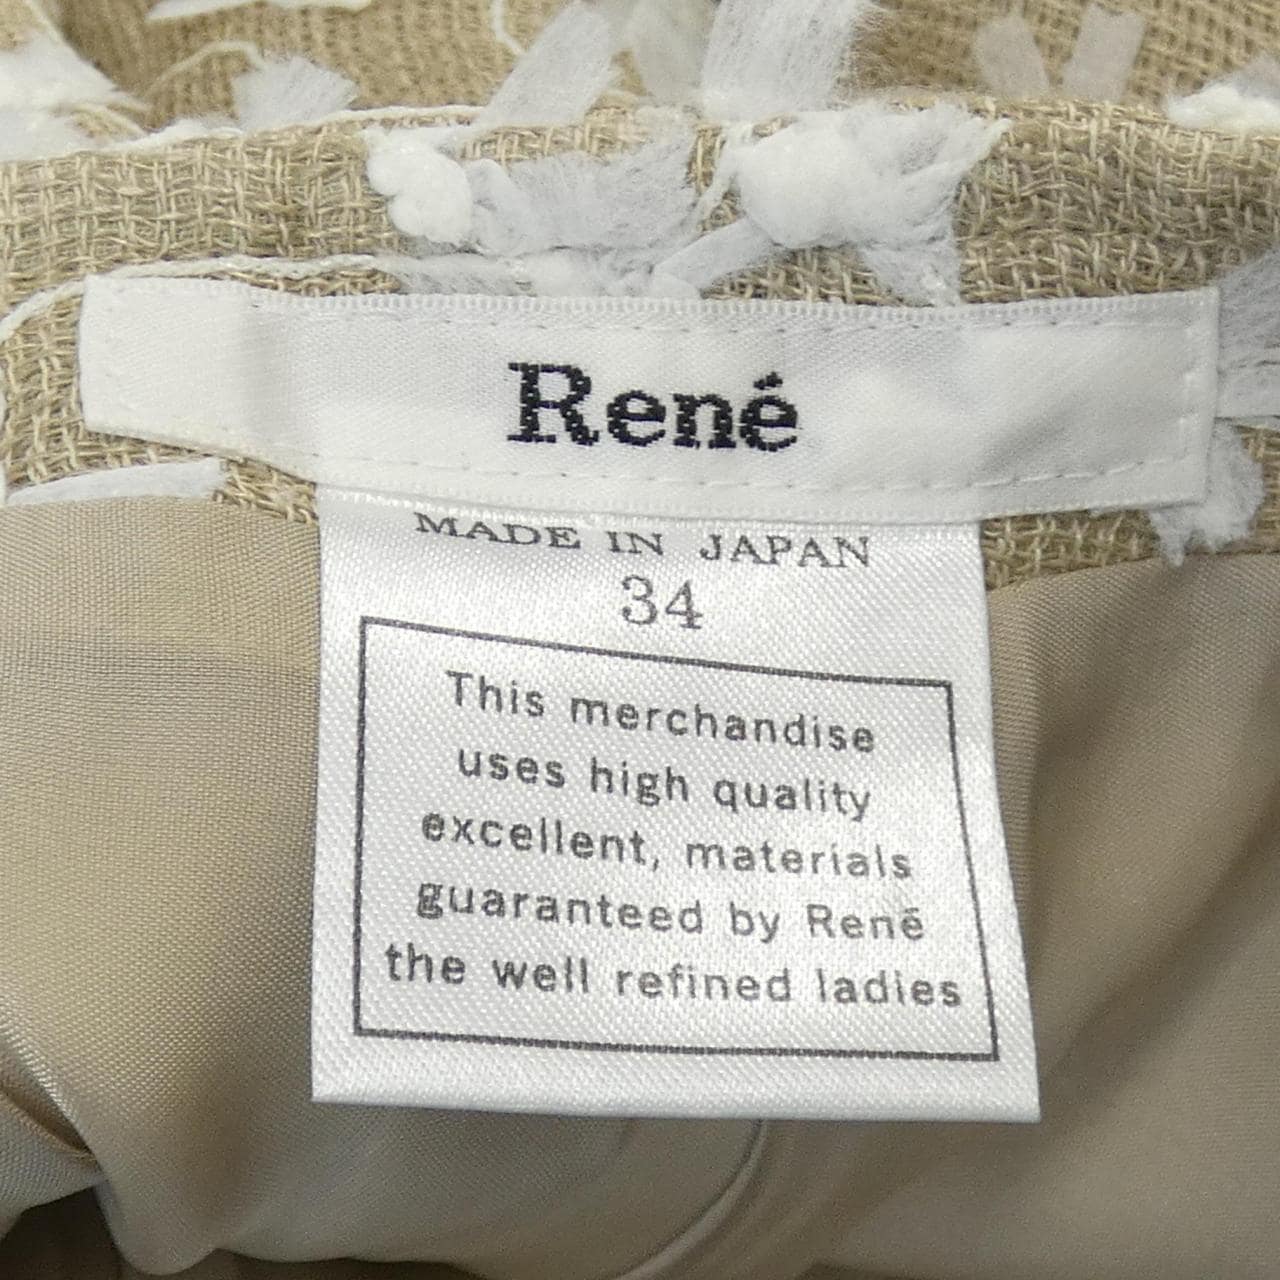 René
MADE IN JAPAN
34
This merchandise
uses high quality
excellent, materials
guaranteed by René
the well refined ladies